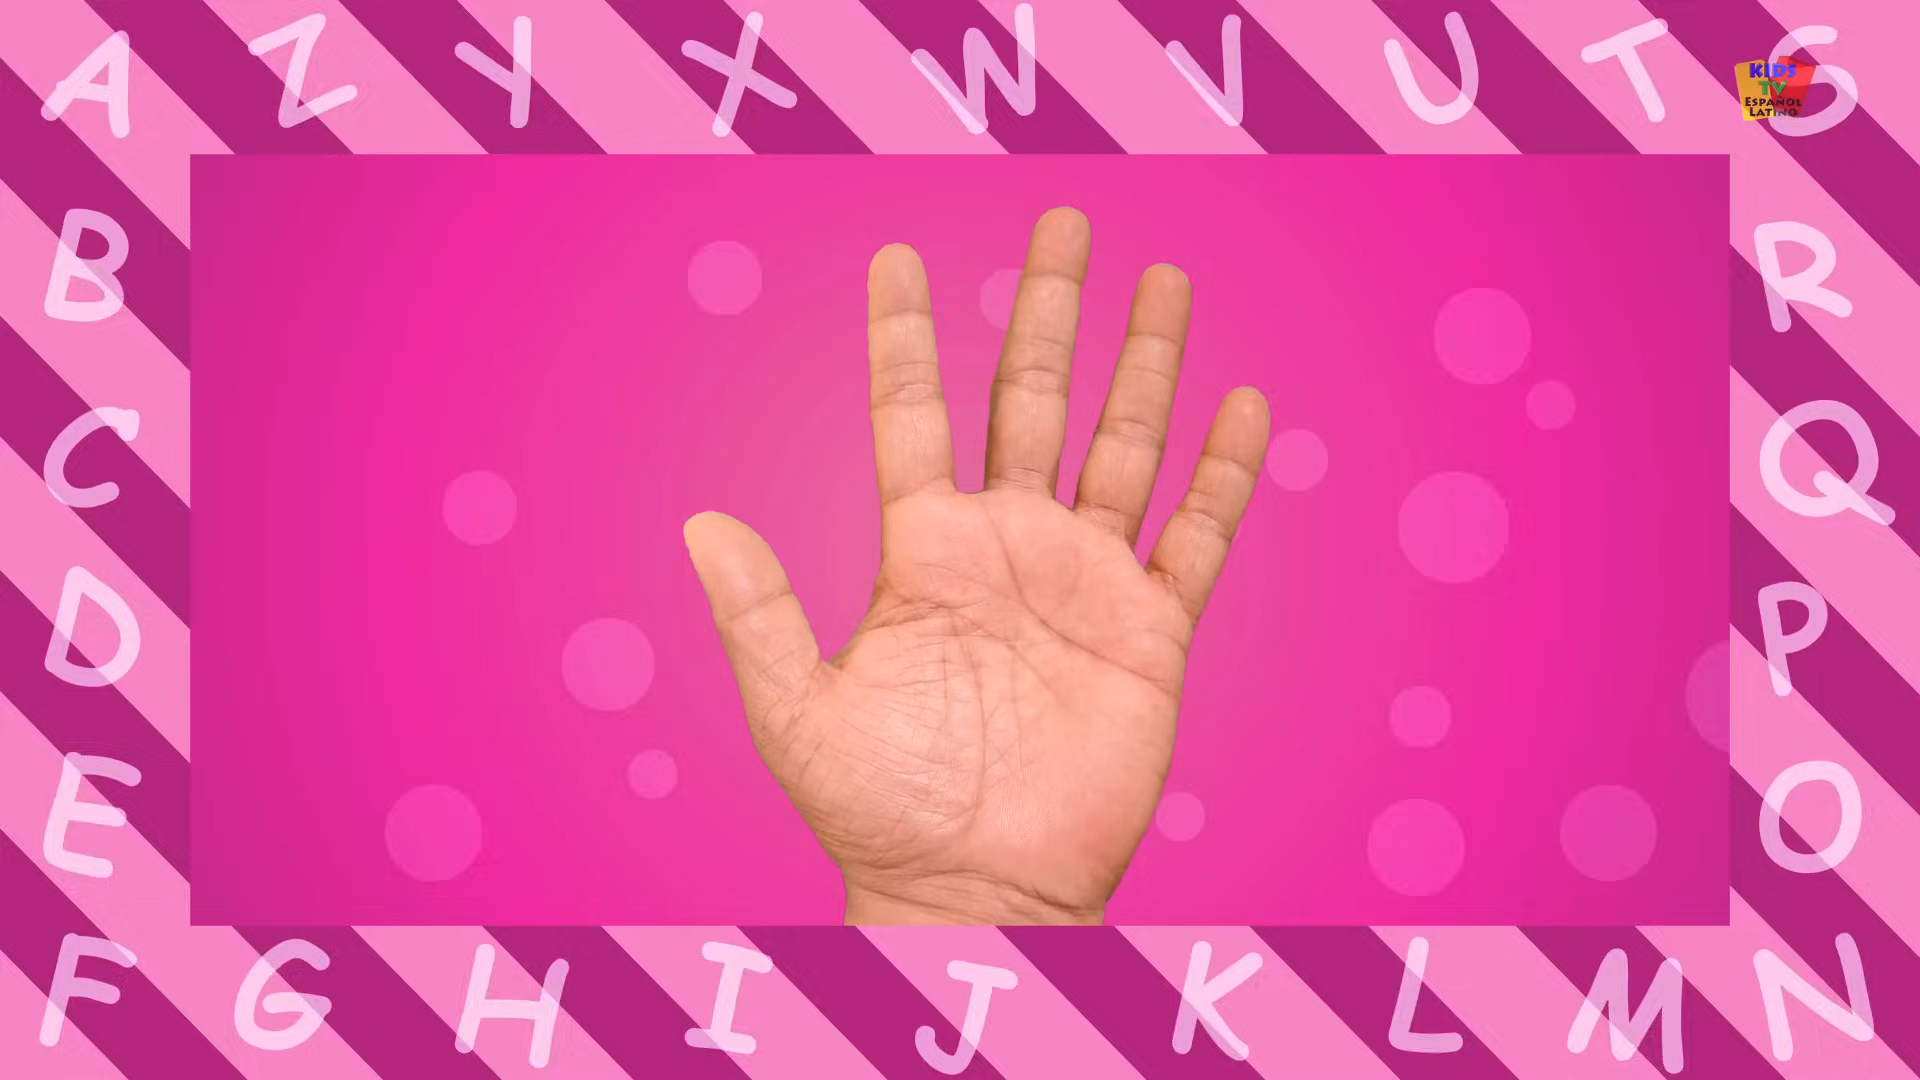 A Z Y X W V U T S
KIDS
TV
ESPAÑOL
LATINO
B R
C Q
D P
E O
F G H I J K L M N